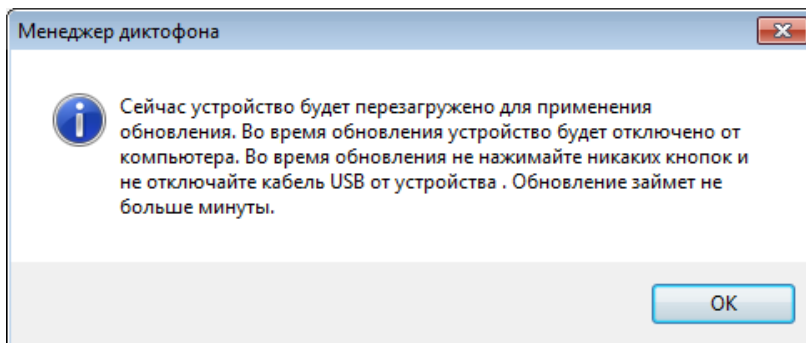 Менеджер диктофона
Сейчас устройство будет перезагружено для применения
обновления. Во время обновления устройство будет отключено от
компьютера. Во время обновления не нажимайте никаких кнопок и
не отключайте кабель USB от устройства . Обновление займет не
больше минуты.
ОК